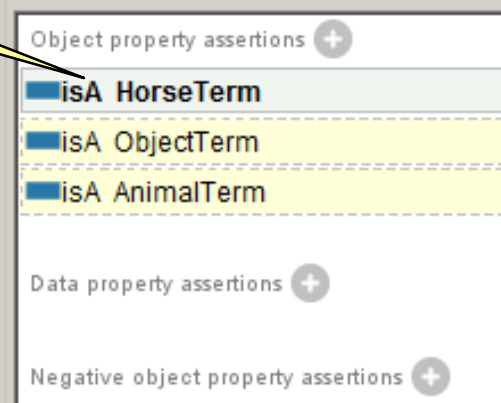 Object property assertions
isA HorseTerm
isA ObjectTerm
isA AnimalTerm
Data property assertions
Negative object property assertions